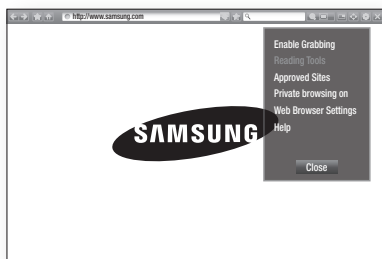 http://www.samsung.com
Enable Grabbing
Reading Tools
Approved Sites
Private browsing on
Web Browser Settings
Help
SAMSUNG
Close